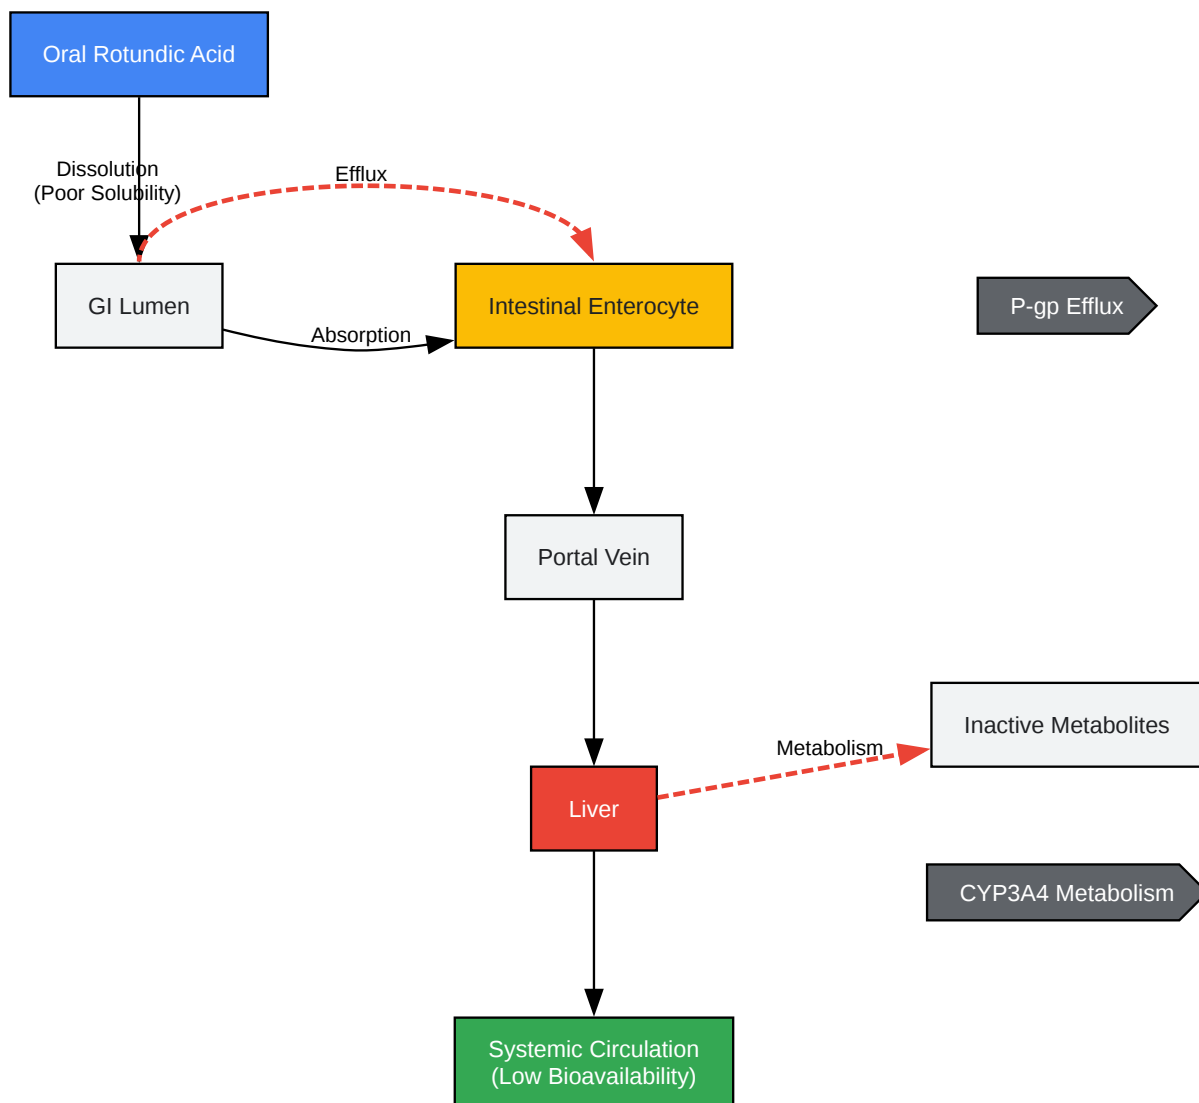 Oral Rotundic Acid
Dissolution
(Poor Solubility)
Efflux
GI Lumen
Absorption
Intestinal Enterocyte
P-gp Efflux
Portal Vein
Inactive Metabolites
Metabolism
Liver
CYP3A4 Metabolism
Systemic Circulation
(Low Bioavailability)